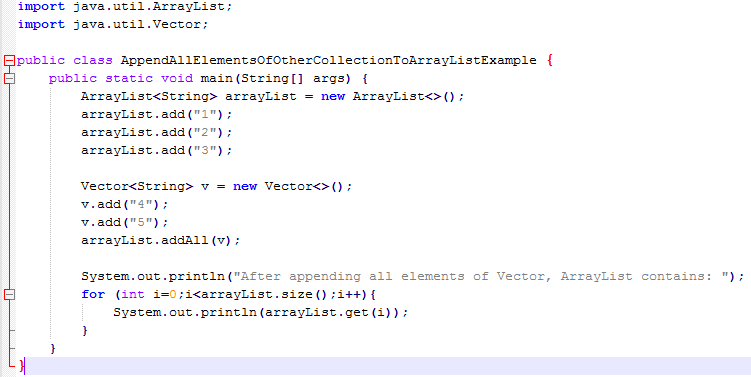 import java.util.ArrayList;
import java.util.Vector;
public class AppendAllElementsOfOtherCollectionToArrayListExample {
public static void main(String[] args) {
ArrayList<String> arrayList = new ArrayList<>();
arrayList.add("1");
arrayList.add("2");
arrayList.add("3");
Vector<String> v = new Vector<>();
v.add("4");
v.add("5");
arrayList.addAll(v);
System.out.println("After appending all elements of Vector, ArrayList contains: ");
for (int i=0;i<arrayList.size();i++){
System.out.println(arrayList.get(i));
}
}
}